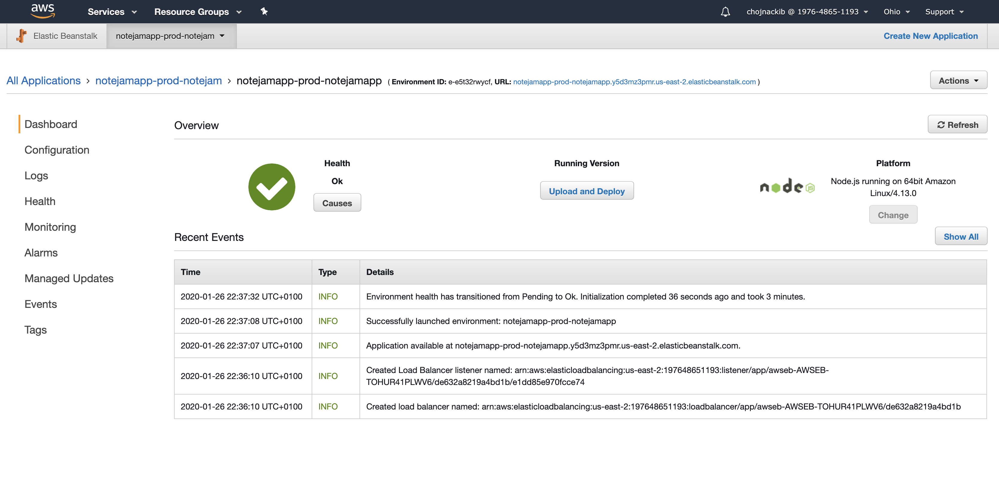 aws Services Resource Groups chojnackib @ 1976-4865-1193 Ohio Support
Elastic Beanstalk notejamapp-prod-notejam Create New Application
All Applications › notejamapp-prod-notejam › notejamapp-prod-notejamapp ( Environment ID: e-e5t32rwycf, URL: notejamapp-prod-notejamapp.y5d3mz3pmr.us-east-2.elasticbeanstalk.com )
Actions
Dashboard
Configuration
Logs
Health
Monitoring
Alarms
Managed Updates
Events
Tags
Overview
Refresh
Health
Ok
Causes
Running Version
Upload and Deploy
node JS
Platform
Node.js running on 64bit Amazon
Linux/4.13.0
Change
Recent Events
Show All
Time Type Details
2020-01-26 22:37:32 UTC+0100 INFO Environment health has transitioned from Pending to Ok. Initialization completed 36 seconds ago and took 3 minutes.
2020-01-26 22:37:08 UTC+0100 INFO Successfully launched environment: notejamapp-prod-notejamapp
2020-01-26 22:37:07 UTC+0100 INFO Application available at notejamapp-prod-notejamapp.y5d3mz3pmr.us-east-2.elasticbeanstalk.com.
2020-01-26 22:36:10 UTC+0100 INFO Created Load Balancer listener named: arn:aws:elasticloadbalancing:us-east-2:197648651193:listener/app/awseb-AWSEB-
TOHUR41PLWV6/de632a8219a4bd1b/e1dd85e970fcce74
2020-01-26 22:36:10 UTC+0100 INFO Created load balancer named: arn:aws:elasticloadbalancing:us-east-2:197648651193:loadbalancer/app/awseb-AWSEB-TOHUR41PLWV6/de632a8219a4bd1b